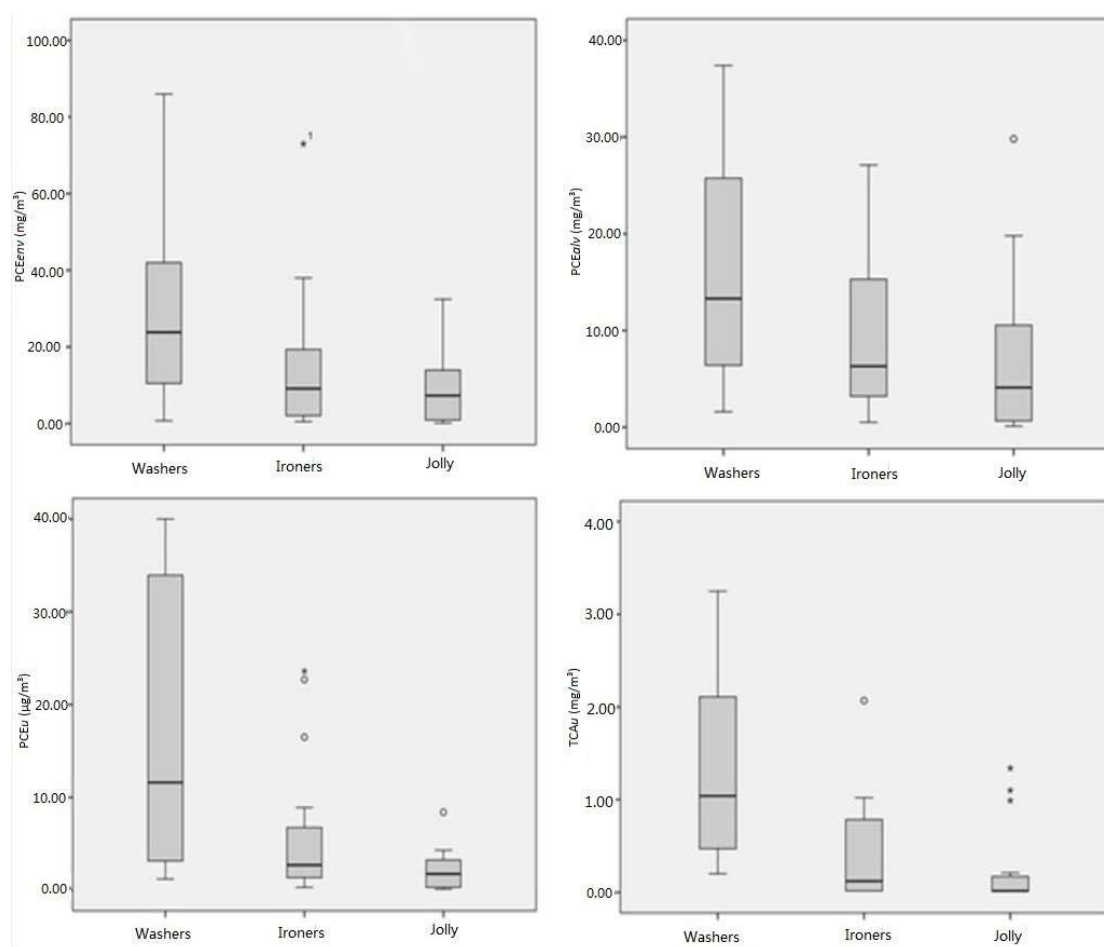 100.00
80.00
60.00
40.00
20.00
0.00
PCEenv (mg/m³)
Washers
Ironers
Jolly
40.00
30.00
20.00
10.00
0.00
PCEalv (mg/m³)
Washers
Ironers
Jolly
40.00
30.00
20.00
10.00
0.00
PCEu (µg/m³)
Washers
Ironers
Jolly
4.00
3.00
2.00
1.00
0.00
TCAu (mg/m³)
Washers
Ironers
Jolly